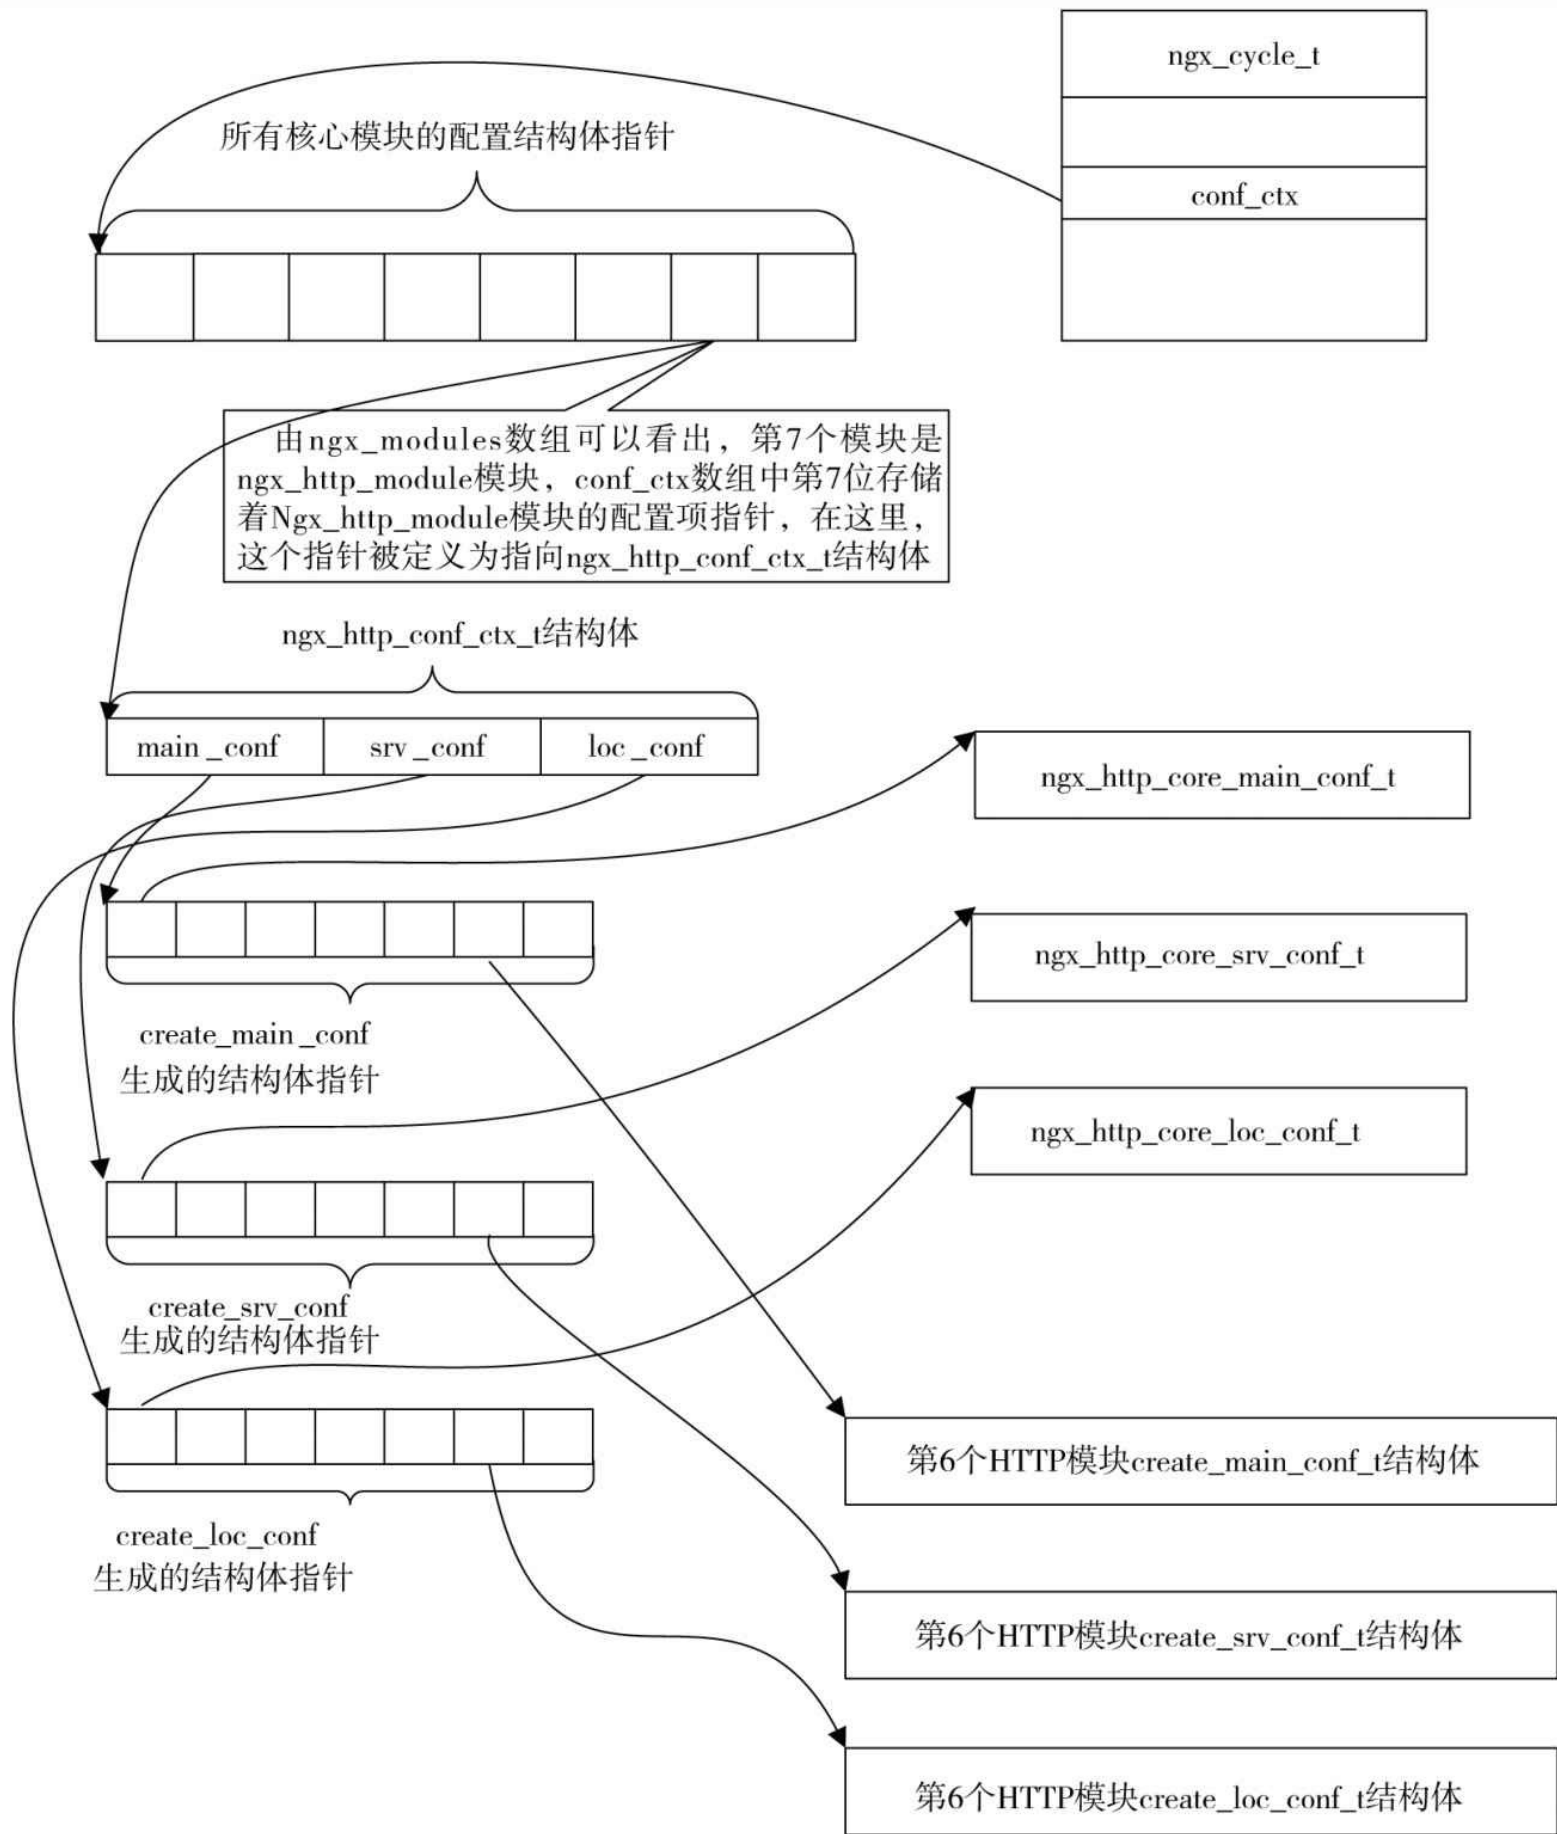 ngx_cycle_t
所有核心模块的配置结构体指针
conf_ctx
由ngx_modules数组可以看出，第7个模块是
ngx_http_module模块，conf_ctx数组中第7位存储
着Ngx_http_module模块的配置项指针，在这里，
这个指针被定义为指向ngx_http_conf_ctx_t结构体
ngx_http_conf_ctx_t结构体
main_conf srv_conf loc_conf
ngx_http_core_main_conf_t
ngx_http_core_srv_conf_t
create_main_conf
生成的结构体指针
ngx_http_core_loc_conf_t
create_srv_conf
生成的结构体指针
第6个HTTP模块create_main_conf_t结构体
create_loc_conf
生成的结构体指针
第6个HTTP模块create_srv_conf_t结构体
第6个HTTP模块create_loc_conf_t结构体